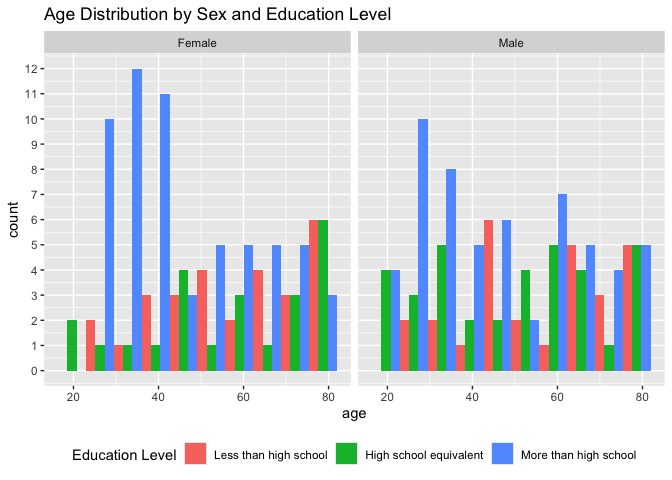 Age Distribution by Sex and Education Level
Female
Male
12
11
10
9
8
7
6
5
4
3
2
1
0
count
20
40
60
80
20
40
60
80
age
Education Level
Less than high school
High school equivalent
More than high school